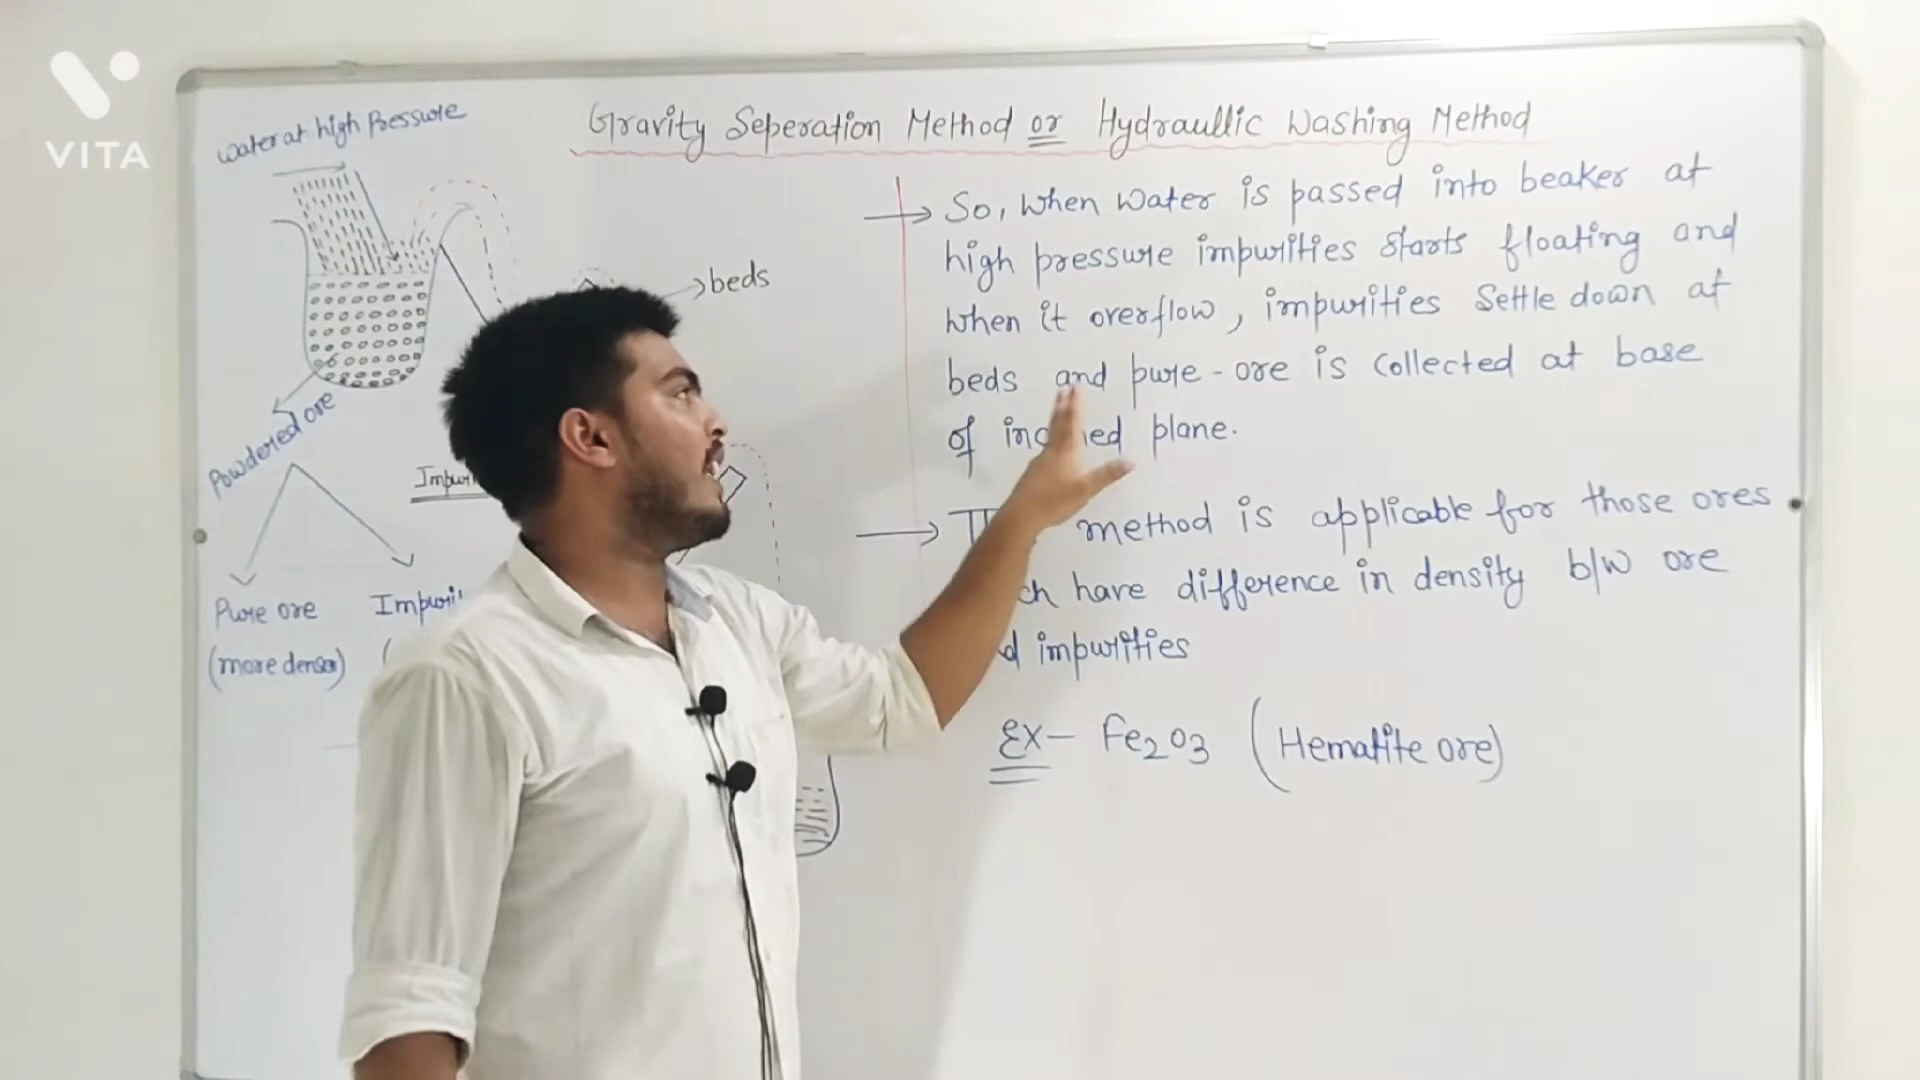 VITA
Water at high Pressure
Gravity Seperation Method or Hydraullic Washing Method
beds
Powdered ore
Pure ore
(more denser)
So, when water is passed into beaker at
high pressure impurities starts floating and
when it overflow, impurities settle down at
beds and pure-ore is collected at base
of plane.
method is applicable for those ores
have difference in density b/w ore
impurities
Ex- Fe2O3 (Hematite ore)